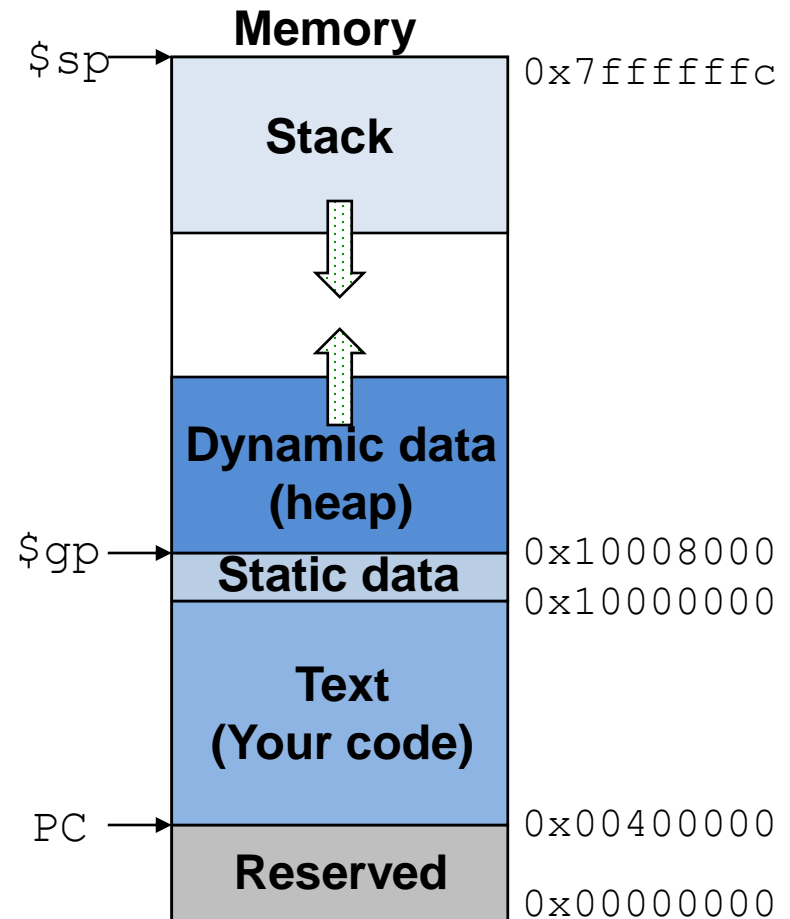 Memory
$sp
0x7ffffffc
Stack
Dynamic data
(heap)
$gp
0x10008000
Static data
0x10000000
Text
(Your code)
PC
0x00400000
Reserved
0x00000000